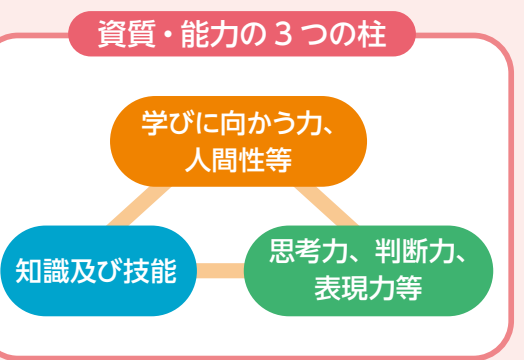 資質・能力の3つの柱
学びに向かう力、
人間性等
知識及び技能
思考力、判断力、
表現力等